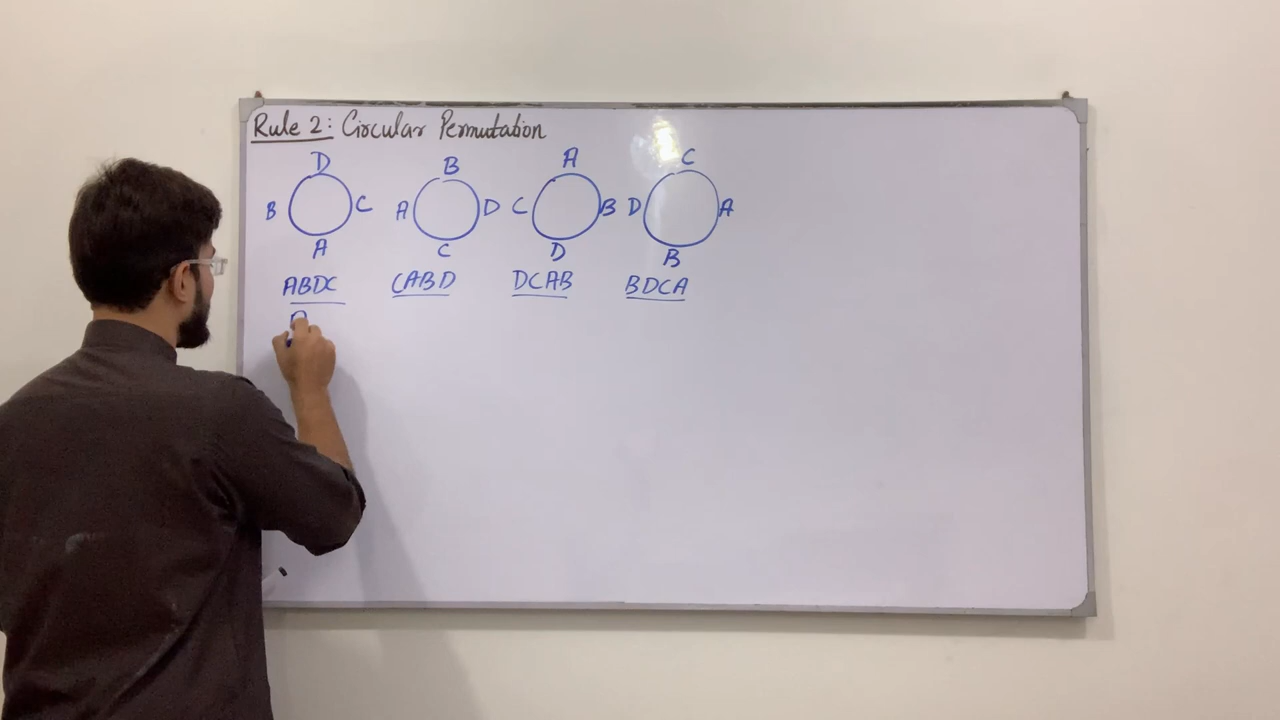 Rule 2: Circular Permutation
D B A C
B C A D C B D A
A C D B
ABDC CABD DCAB BDCA